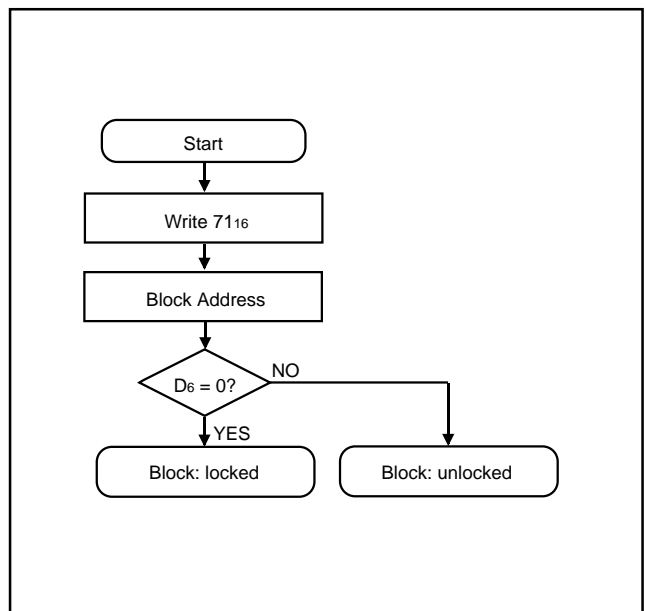 Start
Write 71₁₆
Block Address
D₆ = 0?
NO
YES
Block: locked
Block: unlocked